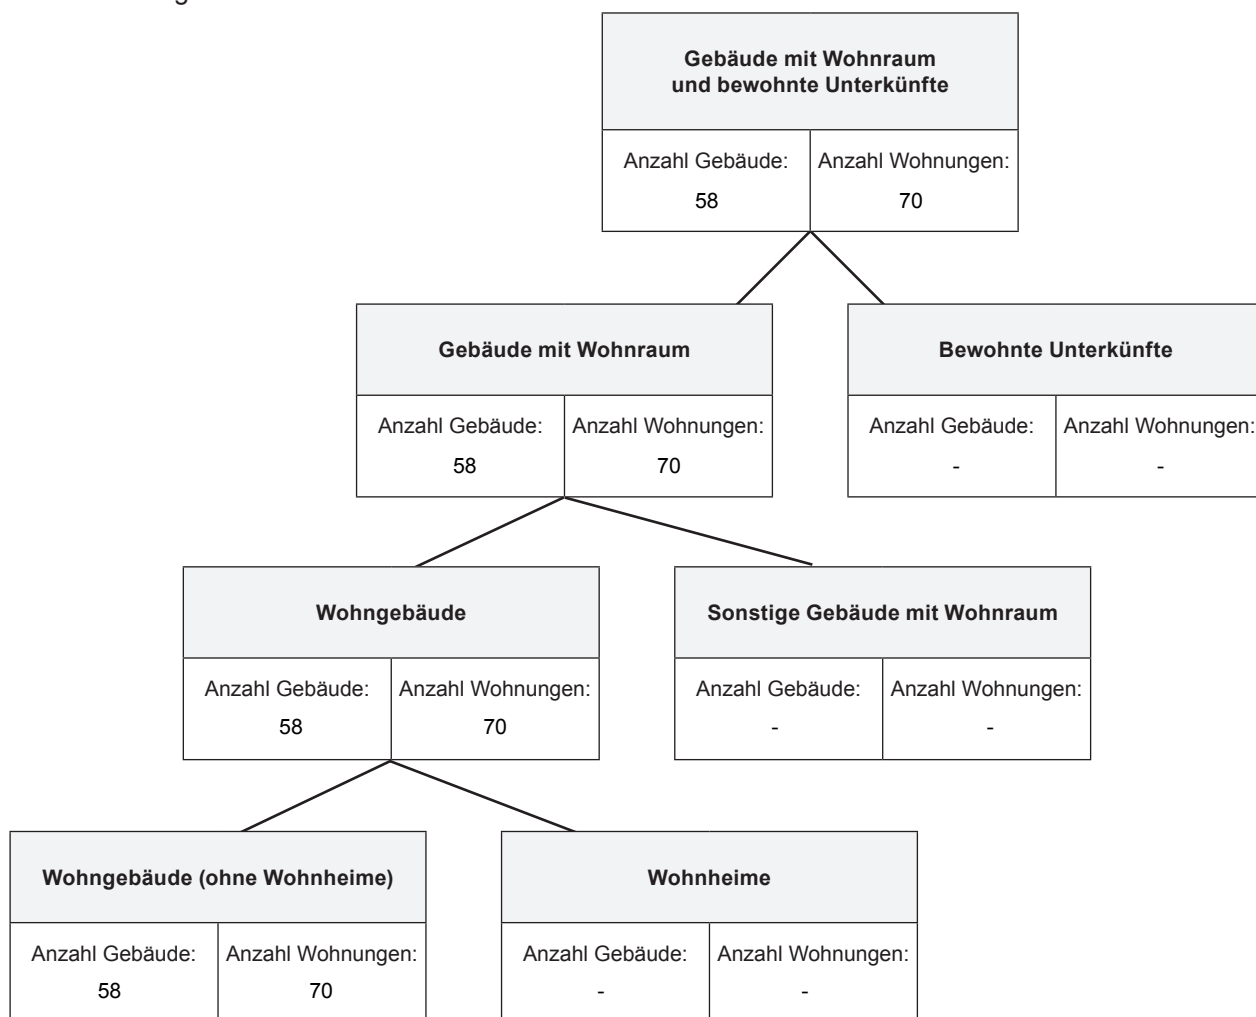 Gebäude mit Wohnraum
und bewohnte Unterkünfte
Anzahl Gebäude: Anzahl Wohnungen:
58 70
Gebäude mit Wohnraum Bewohnte Unterkünfte
Anzahl Gebäude: Anzahl Wohnungen: Anzahl Gebäude: Anzahl Wohnungen:
58 70 - -
Wohngebäude Sonstige Gebäude mit Wohnraum
Anzahl Gebäude: Anzahl Wohnungen: Anzahl Gebäude: Anzahl Wohnungen:
58 70 - -
Wohngebäude (ohne Wohnheime) Wohnheime
Anzahl Gebäude: Anzahl Wohnungen: Anzahl Gebäude: Anzahl Wohnungen:
58 70 - -